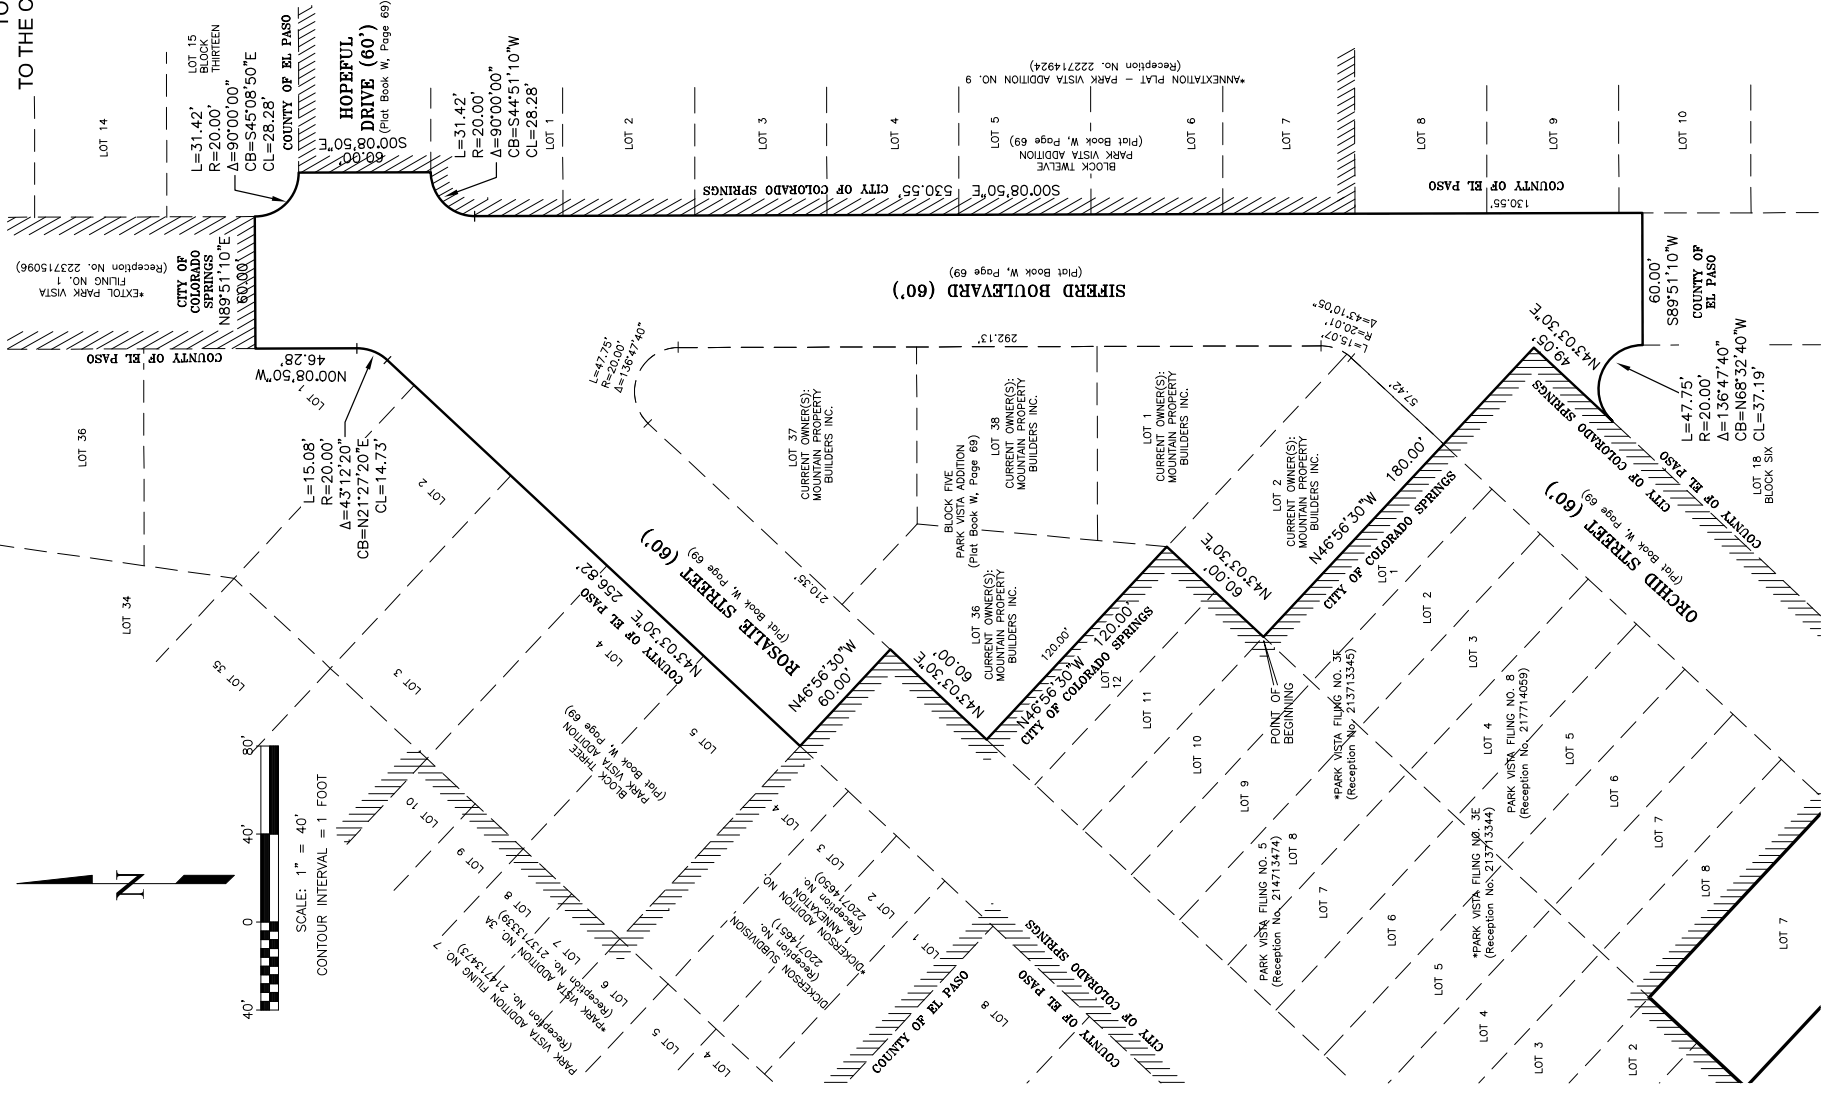 TO
TO THE C
LOT 14
LOT 15
BLOCK
THIRTEEN
L=31.42'
R=20.00'
Δ=90°00'00"
CB=S45°08'50"E
CL=28.28'
COUNTY OF EL PASO
HOPEFUL
DRIVE (60')
(Plat Book W, Page 69)
S00°08'50"E
60.00'
L=31.42'
R=20.00'
Δ=90°00'00"
CB=S44°51'10"W
CL=28.28'
LOT 1
LOT 2
LOT 3
LOT 4
LOT 5
LOT 6
LOT 7
LOT 8
LOT 9
LOT 10
*ANNEXTATION PLAT - PARK VISTA ADDITION NO. 9
(Reception No. 222714924)
BLOCK TWELVE
PARK VISTA ADDITION
(Plat Book W, Page 69)
S00°08'50"E 530.55'
CITY OF COLORADO SPRINGS
COUNTY OF EL PASO
130.55'
*EXTOL PARK VISTA
FILING NO. 1
(Reception No. 223715096)
CITY OF
COLORADO
SPRINGS
N89°51'10"E
60.00'
COUNTY OF EL PASO
N00°08'50"W
46.28'
SIFERD BOULEVARD (60')
(Plat Book W, Page 69)
60.00'
S89°51'10"W
COUNTY OF
EL PASO
LOT 36
LOT 1
L=15.08'
R=20.00'
Δ=43°12'20"
CB=N21°27'20"E
CL=14.73'
LOT 2
L=47.75'
R=20.00'
Δ=136°47'40"
292.13'
L=15.07'
R=20.01'
Δ=43°10'05"
57.42'
N43°03'30"E
49.05'
L=47.75'
R=20.00'
Δ=136°47'40"
CB=N68°32'40"W
CL=37.19'
LOT 18
BLOCK SIX
LOT 37
CURRENT OWNER(S):
MOUNTAIN PROPERTY
BUILDERS INC.
LOT 38
CURRENT OWNER(S):
MOUNTAIN PROPERTY
BUILDERS INC.
LOT 1
CURRENT OWNER(S):
MOUNTAIN PROPERTY
BUILDERS INC.
LOT 2
CURRENT OWNER(S):
MOUNTAIN PROPERTY
BUILDERS INC.
BLOCK FIVE
PARK VISTA ADDITION
(Plat Book W, Page 69)
LOT 36
CURRENT OWNER(S):
MOUNTAIN PROPERTY
BUILDERS INC.
ROSALIE STREET (60')
(Plat Book W, Page 69)
210.35'
256.82'
N43°03'30"E
COUNTY OF EL PASO
N46°56'30"W
60.00'
N43°03'30"E
60.00'
N46°56'30"W 120.00'
120.00'
CITY OF COLORADO SPRINGS
N43°03'30"E
60.00'
N46°56'30"W 180.00'
CITY OF COLORADO SPRINGS
CITY OF COLORADO SPRINGS
COUNTY OF EL PASO
ORCHID STREET (60')
(Plat Book W, Page 69)
POINT OF
BEGINNING
LOT 34
LOT 35
LOT 3
LOT 4
LOT 5
BLOCK THREE
PARK VISTA ADDITION
(Plat Book W, Page 69)
80'
40'
0
40'
SCALE: 1" = 40'
CONTOUR INTERVAL = 1 FOOT
N
LOT 10
LOT 9
LOT 8
LOT 7
LOT 6
LOT 5
LOT 4
*PARK VISTA ADDITION NO. 3A
(Reception No. 213713339)
PARK VISTA ADDITION FILING NO. 7
(Reception No. 214713473)
LOT 4
LOT 3
LOT 2
LOT 1
*DICKERSON ADDITION NO.
1 ANNEXATION
(Reception No.
220714650)
DICKERSON SUBDIVISION
(Reception No.
220714651)
LOT 8
COUNTY OF EL PASO
CITY OF COLORADO SPRINGS
COUNTY OF EL PASO
CITY OF COLORADO SPRINGS
LOT
12
LOT 11
LOT 10
LOT 9
LOT 8
LOT 7
LOT 6
LOT 5
LOT 4
LOT 3
LOT 2
PARK VISTA FILING NO. 5
(Reception No. 214713474)
*PARK VISTA FILING NO. 3E
(Reception No. 213713345)
*PARK VISTA FILING NO. 3E
(Reception No. 213713344)
PARK VISTA FILING NO. 8
(Reception No. 217714059)
LOT
1
LOT 2
LOT 3
LOT 4
LOT 5
LOT 6
LOT 7
LOT 8
LOT 7